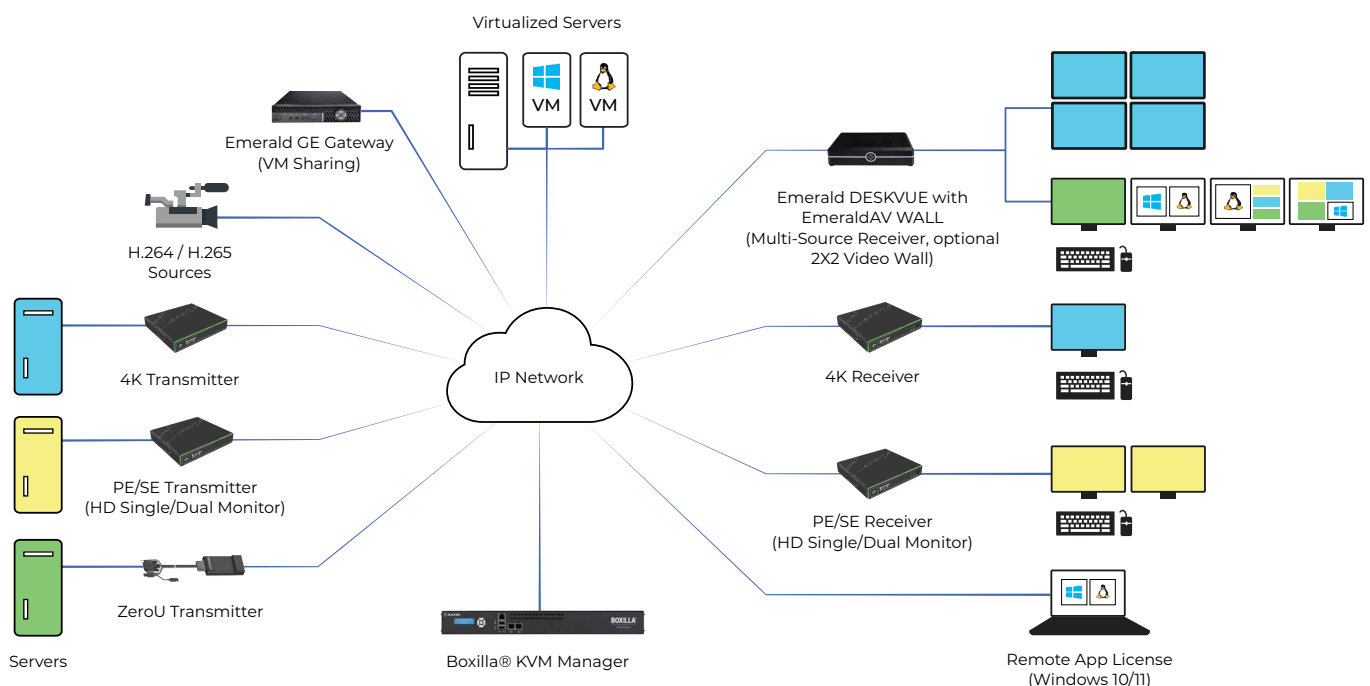 Virtualized Servers
VM
VM
Emerald GE Gateway
(VM Sharing)
H.264 / H.265
Sources
Emerald DESKVUE with
EmeraldAV WALL
(Multi-Source Receiver, optional
2X2 Video Wall)
4K Transmitter
IP Network
4K Receiver
PE/SE Transmitter
(HD Single/Dual Monitor)
PE/SE Receiver
(HD Single/Dual Monitor)
ZeroU Transmitter
BOXILLA
Servers
Boxilla® KVM Manager
Remote App License
(Windows 10/11)